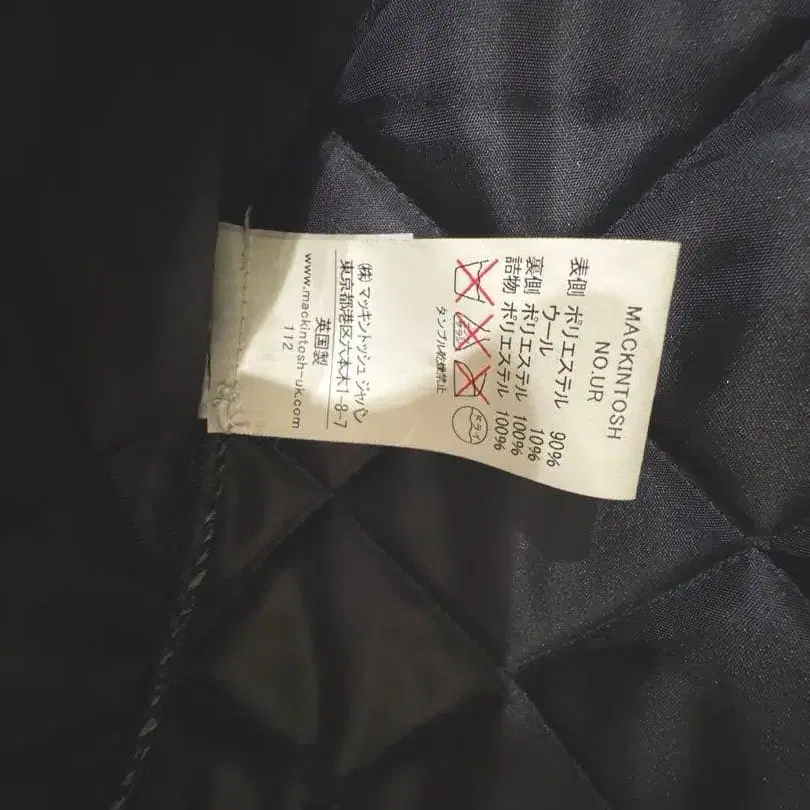 MACKINTOSH
NO.UR
表側 ポリエステル 90%
ウール 10%
裏側 ポリエステル 100%
詰物 ポリエステル 100%
ドライ
タンブル乾燥禁止
(株)マッキントッシュ ジャパン
東京都港区六本木1-8-7
英国製
112
www.mackintosh-uk.com